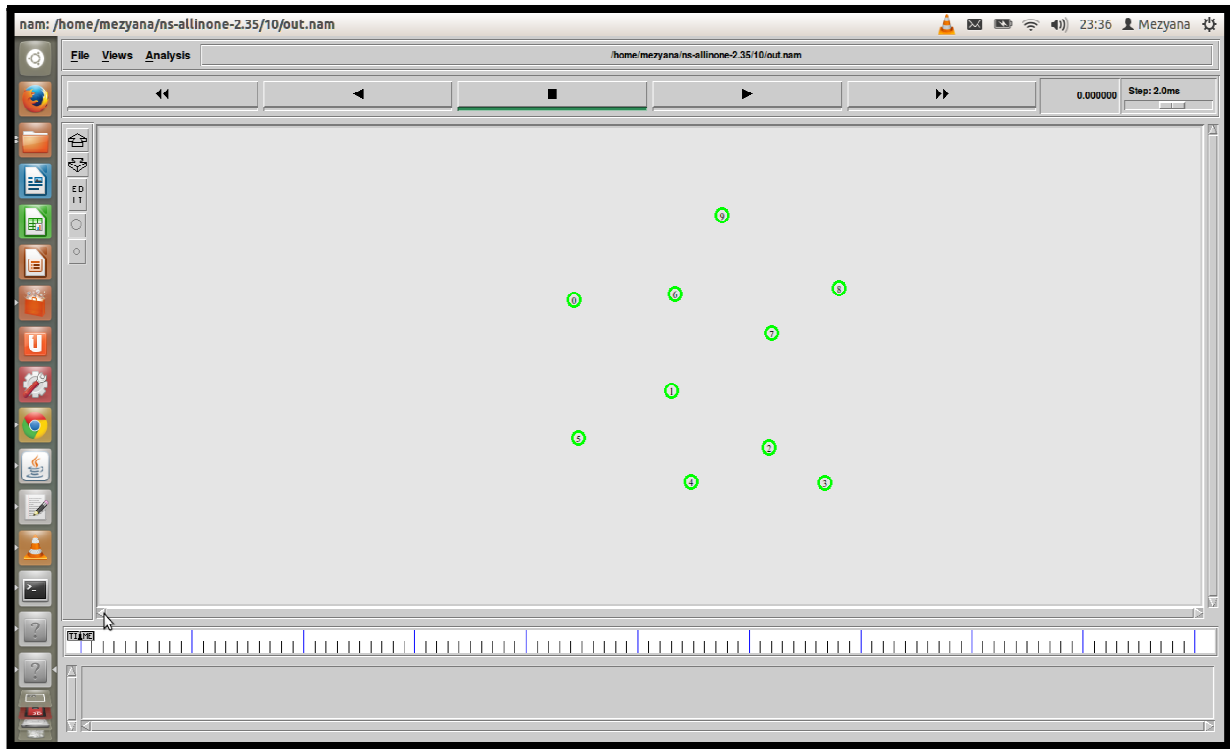 nam: /home/mezyana/ns-allinone-2.35/10/out.nam 23:36 Mezyana
File Views Analysis /home/mezyana/ns-allinone-2.35/10/out.nam
0.000000 Step: 2.0ms
ED
IT
9
8
6
0
7
1
5
2
4
3
TIME